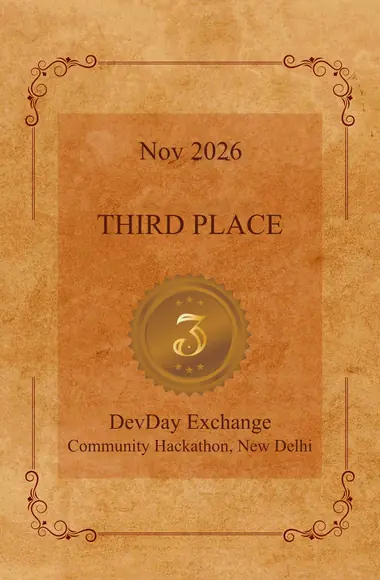 Nov 2026
THIRD PLACE
3
DevDay Exchange
Community Hackathon, New Delhi